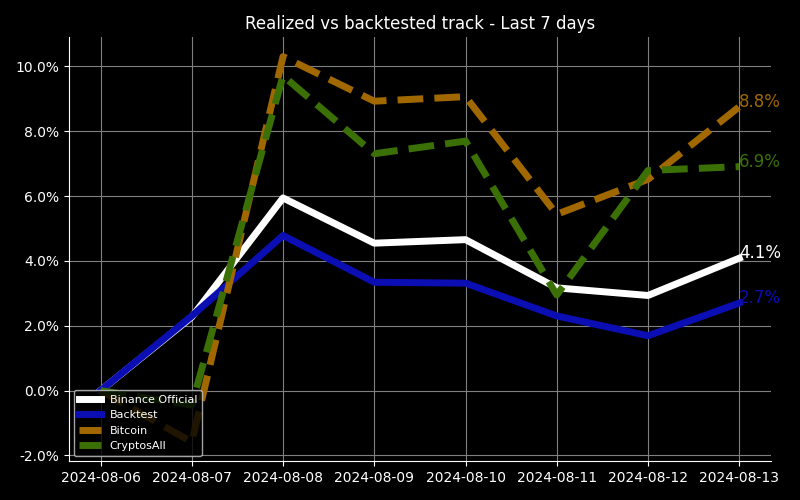 Realized vs backtested track - Last 7 days
10.0%
8.0%
6.0%
4.0%
2.0%
0.0%
-2.0%
8.8%
6.9%
4.1%
2.7%
Binance Official
Backtest
Bitcoin
CryptosAll
2024-08-06 2024-08-07 2024-08-08 2024-08-09 2024-08-10 2024-08-11 2024-08-12 2024-08-13